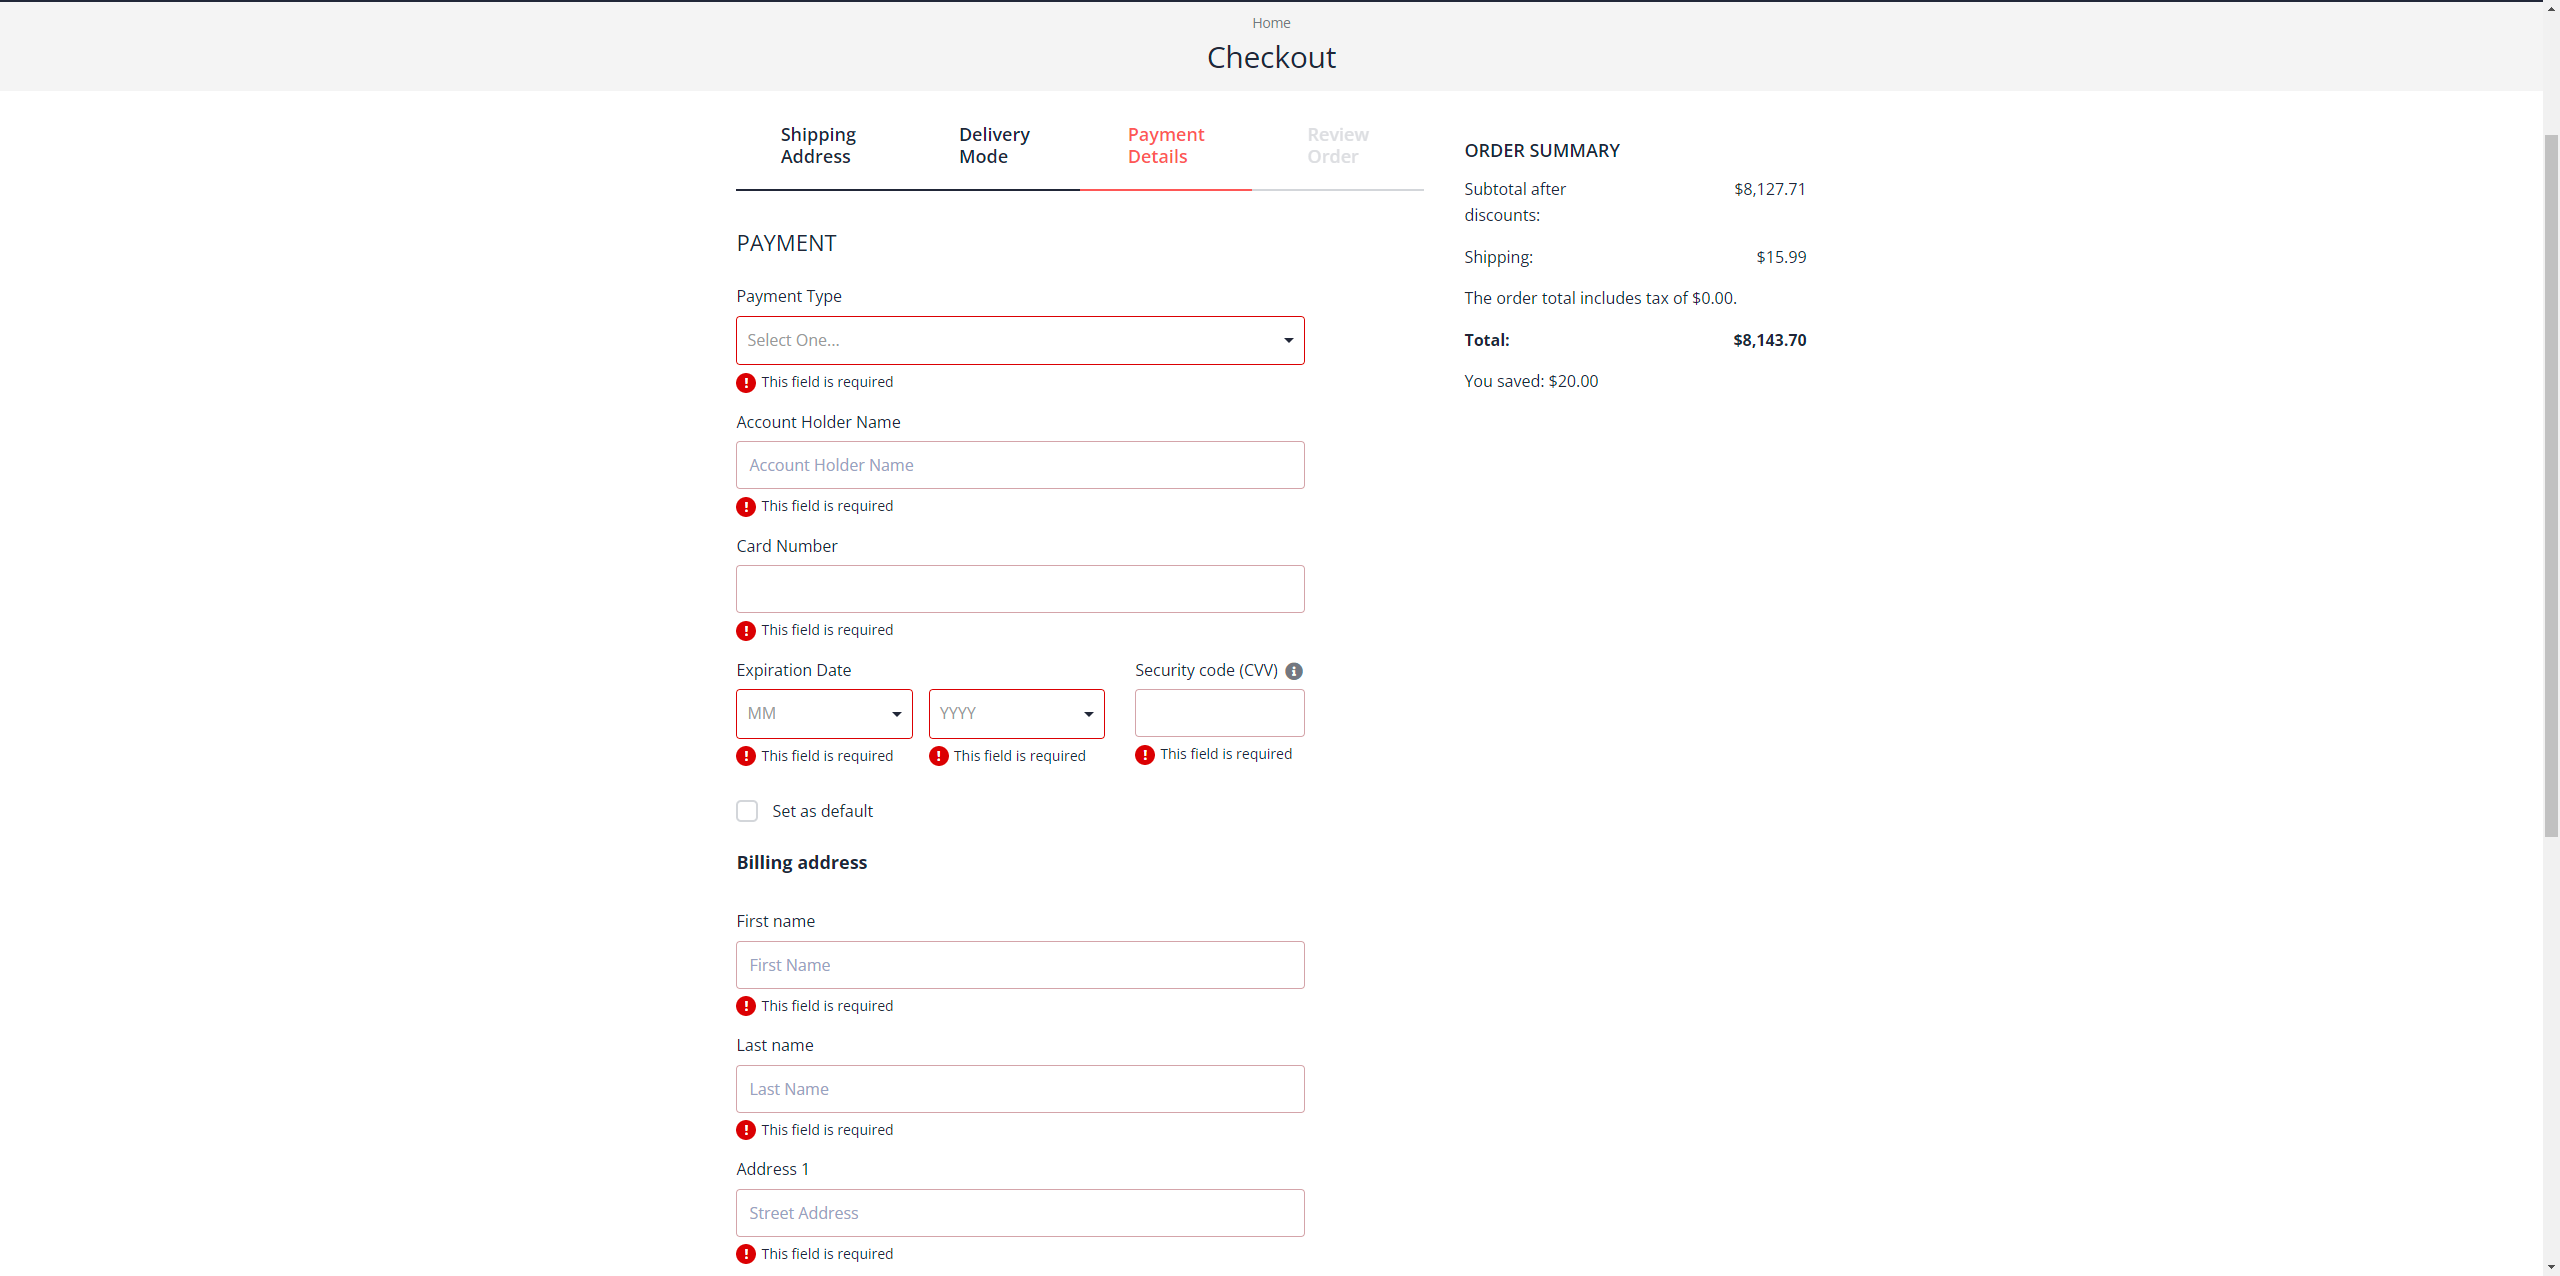 Home
Checkout
Shipping
Address
Delivery
Mode
Payment
Details
Review
Order
PAYMENT
Payment Type
Select One...
This field is required
Account Holder Name
Account Holder Name
This field is required
Card Number
This field is required
Expiration Date
Security code (CVV)
MM
YYYY
This field is required
This field is required
This field is required
Set as default
Billing address
First name
First Name
This field is required
Last name
Last Name
This field is required
Address 1
Street Address
This field is required
ORDER SUMMARY
Subtotal after
discounts:
$8,127.71
Shipping:
$15.99
The order total includes tax of $0.00.
Total:
$8,143.70
You saved: $20.00